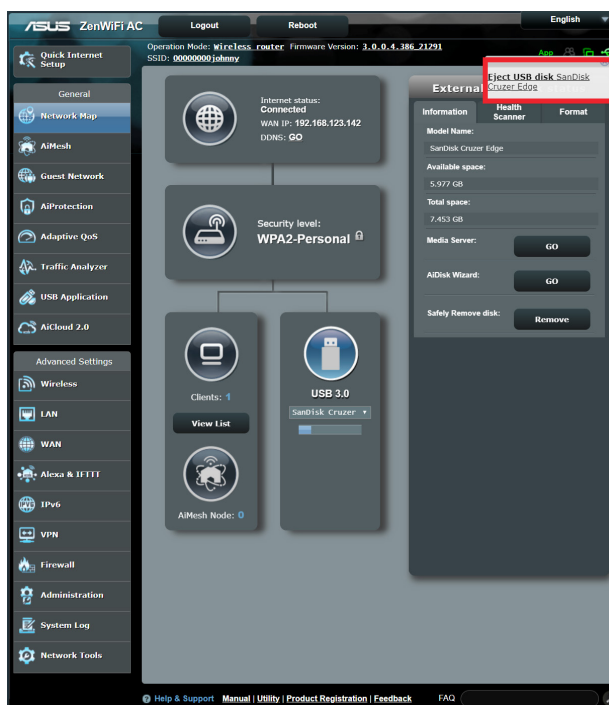 ASUS ZenWiFi AC
Logout
Reboot
English
Quick Internet
Setup
Operation Mode: Wireless router Firmware Version: 3.0.0.4.386_21291
SSID: 00000000johnny
App
Eject USB disk SanDisk
Cruzer Edge
General
Network Map
AiMesh
Guest Network
AiProtection
Adaptive QoS
Traffic Analyzer
USB Application
AiCloud 2.0
Advanced Settings
Wireless
LAN
WAN
Alexa & IFTTT
IPv6
VPN
Firewall
Administration
System Log
Network Tools
Internet status:
Connected
WAN IP: 192.168.123.142
DDNS: GO
Security level:
WPA2-Personal
Clients: 1
View List
AiMesh Node: 0
USB 3.0
SanDisk Cruzer
External
Information
Health
Scanner
Format
Model Name:
SanDisk Cruzer Edge
Available space:
5.977 GB
Total space:
7.453 GB
Media Server:
GO
AiDisk Wizard:
GO
Safely Remove disk:
Remove
Help & Support Manual | Utility | Product Registration | Feedback FAQ